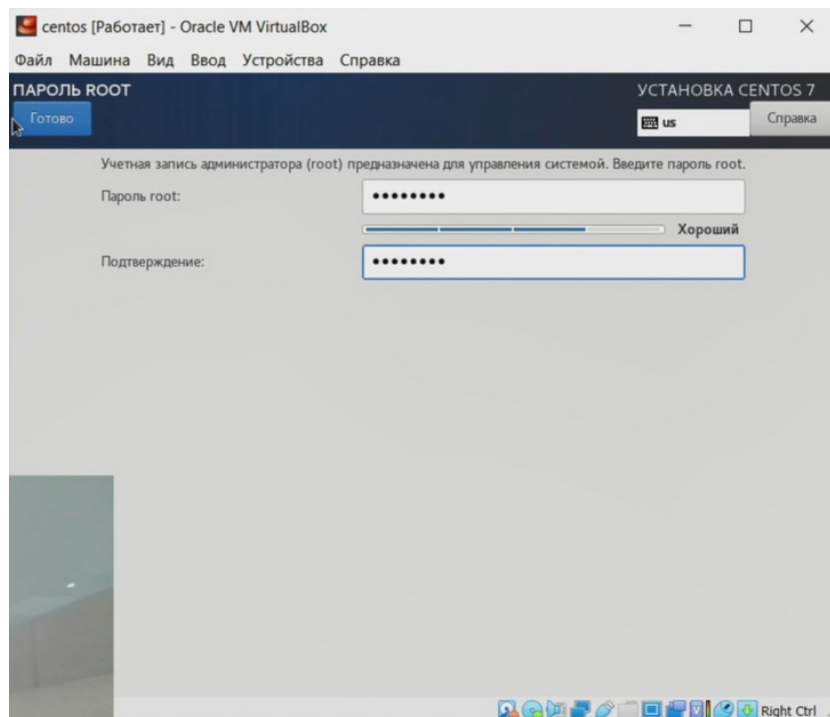 centos [Работает] - Oracle VM VirtualBox
Файл Машина Вид Ввод Устройства Справка
ПАРОЛЬ ROOT
УСТАНОВКА CENTOS 7
Готово
us
Справка
Учетная запись администратора (root) предназначена для управления системой. Введите пароль root.
Пароль root:
••••••••
Хороший
Подтверждение:
••••••••
Right Ctrl